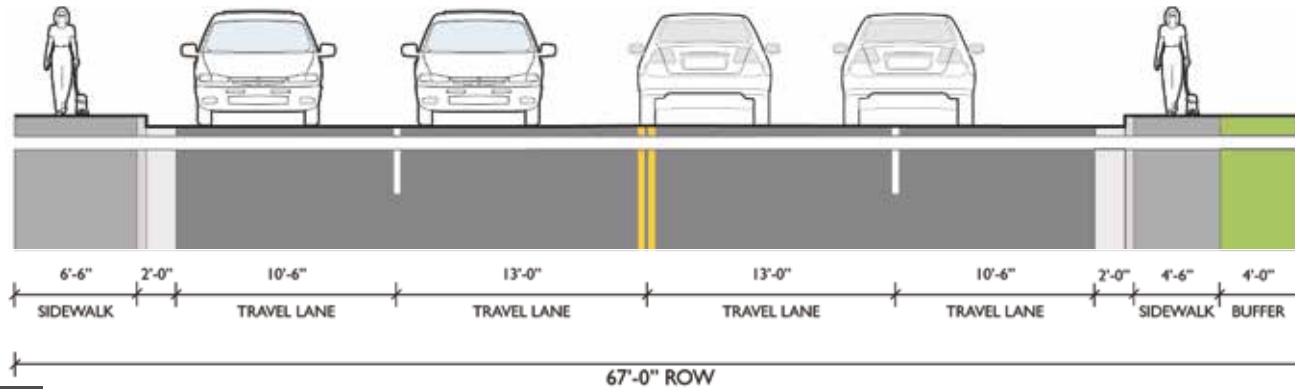 6'-6" 2'-0" 10'-6" 13'-0" 13'-0" 10'-6" 2'-0" 4'-6" 4'-0"
SIDEWALK TRAVEL LANE TRAVEL LANE TRAVEL LANE TRAVEL LANE SIDEWALK BUFFER
67'-0" ROW